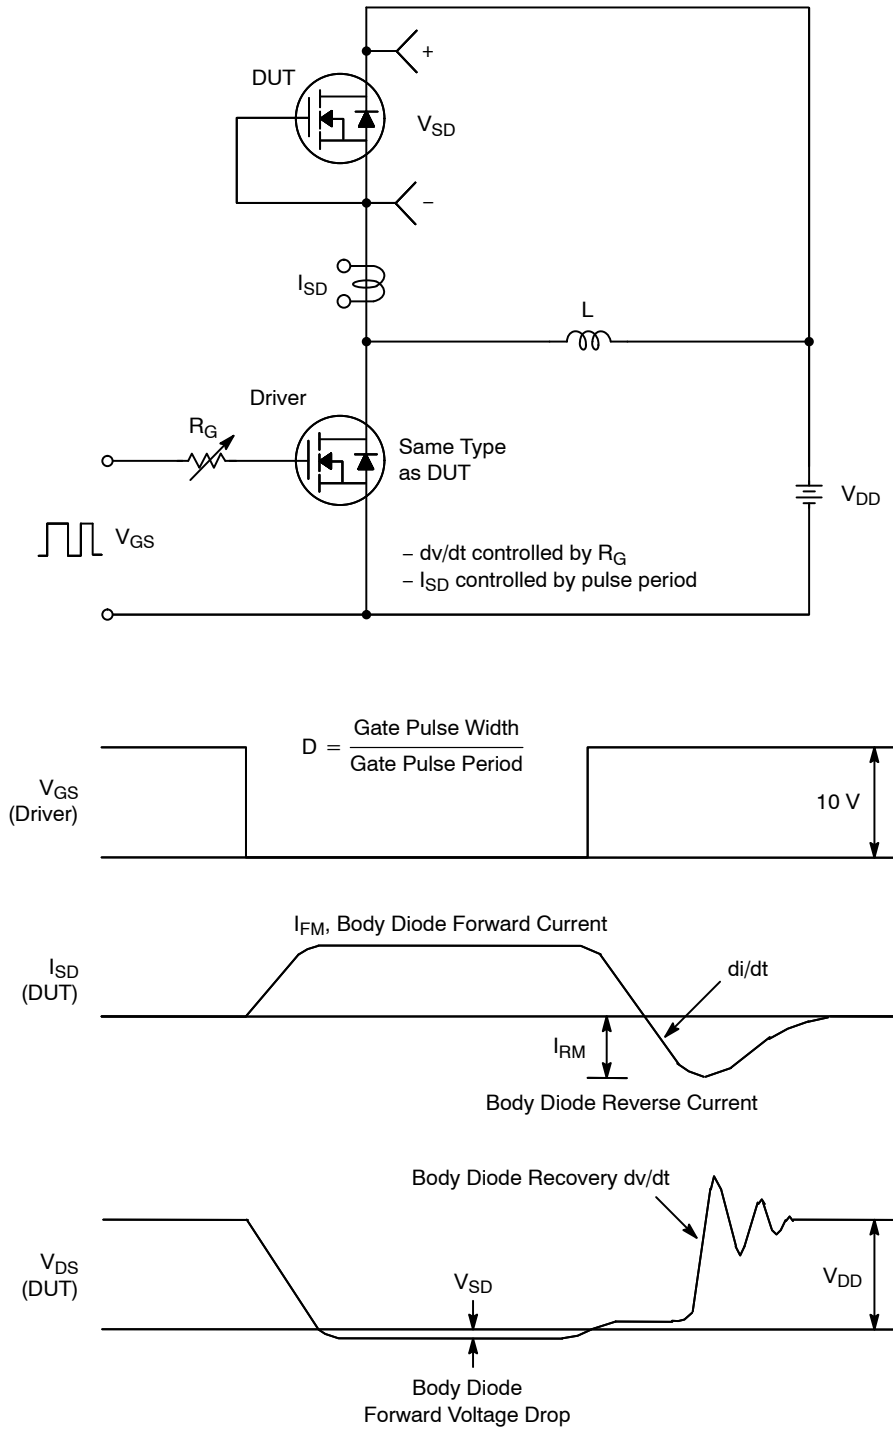 +
DUT
V_SD
–
I_SD
L
Driver
R_G
Same Type
as DUT
V_DD
V_GS
– dv/dt controlled by R_G
– I_SD controlled by pulse period
D = Gate Pulse Width
Gate Pulse Period
V_GS
(Driver)
10 V
I_FM, Body Diode Forward Current
I_SD
(DUT)
di/dt
I_RM
Body Diode Reverse Current
Body Diode Recovery dv/dt
V_DS
(DUT)
V_SD
V_DD
Body Diode
Forward Voltage Drop